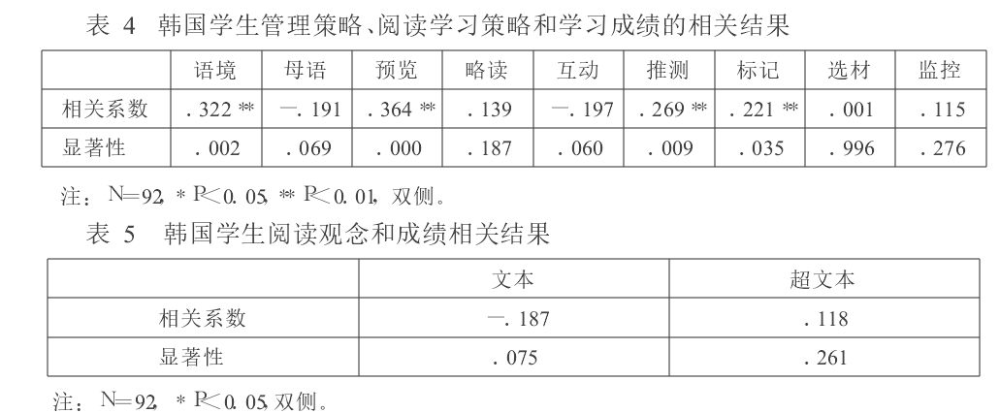 表 4 韩国学生管理策略、阅读学习策略和学习成绩的相关结果
语境 母语 预览 略读 互动 推测 标记 选材 监控
相关系数 .322** —.191 .364** .139 —.197 .269** .221** .001 .115
显著性 .002 .069 .000 .187 .060 .009 .035 .996 .276
注: N=92, * P<0.05, ** P<0.01, 双侧。
表 5 韩国学生阅读观念和成绩相关结果
文本 超文本
相关系数 —.187 .118
显著性 .075 .261
注: N=92, * P<0.05,双侧。